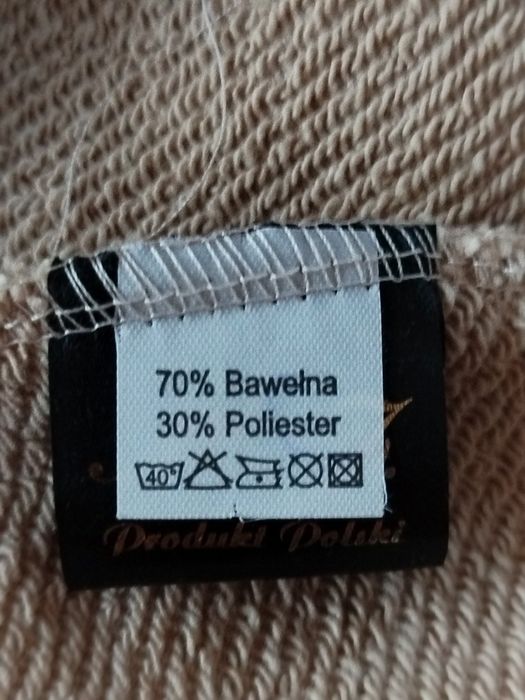 70% Bawełna
30% Poliester
40°
Produkt Polski